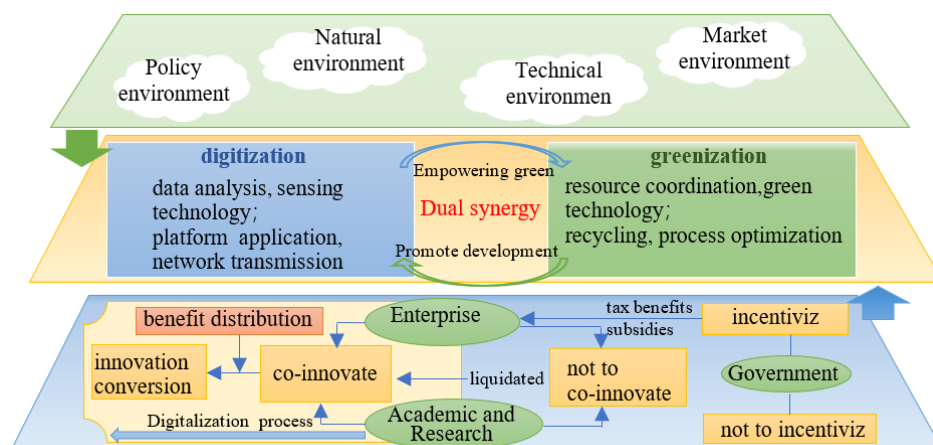 Policy
environment
Natural
environment
Technical
environmen
Market
environment
digitization
data analysis, sensing
technology;
platform application,
network transmission
Empowering green
Dual synergy
Promote development
greenization
resource coordination,green
technology;
recycling, process optimization
benefit distribution
innovation
conversion
co-innovate
Enterprise
liquidated
Academic and
Research
Digitalization process
tax benefits
subsidies
not to
co-innovate
incentiviz
Government
not to incentiviz